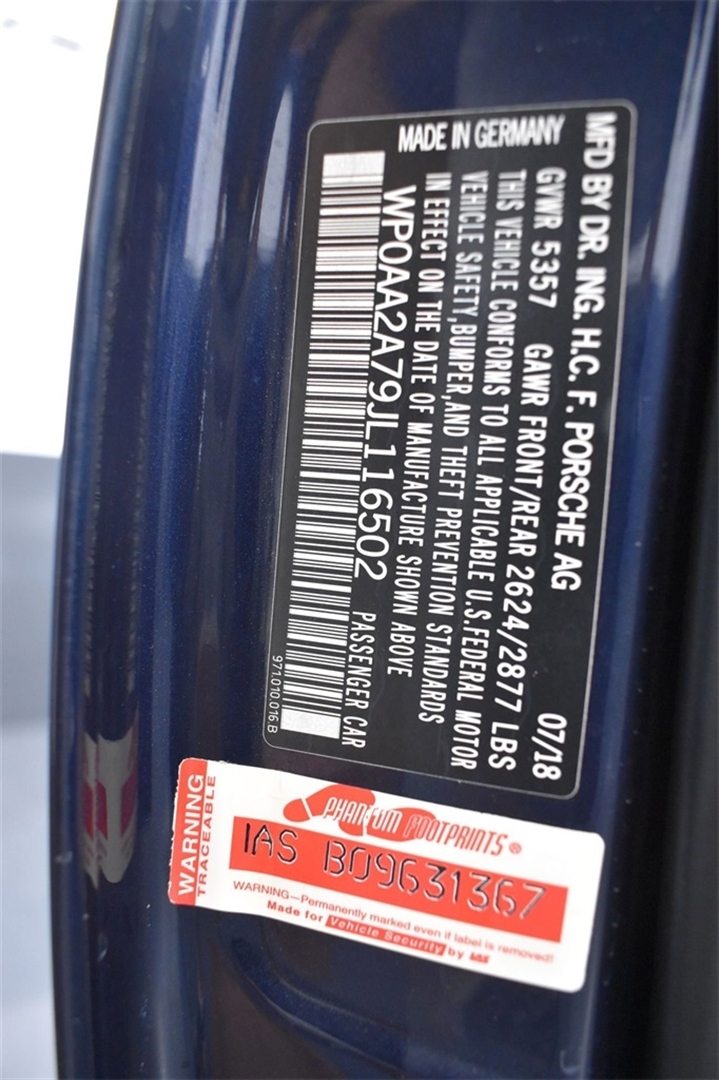 MFD BY DR. ING. H.C. F. PORSCHE AG
MADE IN GERMANY
07/18
GVWR 5357 GAWR FRONT/REAR 2624/2877 LBS
THIS VEHICLE CONFORMS TO ALL APPLICABLE U.S.FEDERAL MOTOR
VEHICLE SAFETY,BUMPER,AND THEFT PREVENTION STANDARDS
IN EFFECT ON THE DATE OF MANUFACTURE SHOWN ABOVE
WP0AA2A79JL116502 PASSENGER CAR
971.010.016.B
WARNING
TRACEABLE
PHANTOM FOOTPRINTS®
IAS B09631367
WARNING—Permanently marked even if label is removed!
Made for Vehicle Security by IAS